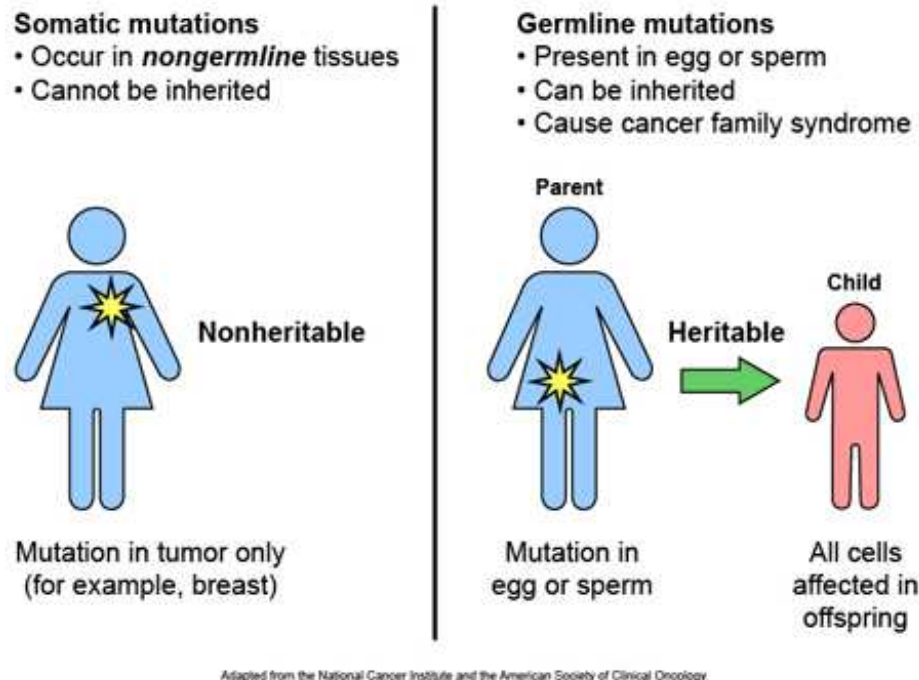 Somatic mutations
• Occur in nongermline tissues
• Cannot be inherited
Nonheritable
Mutation in tumor only
(for example, breast)
Germline mutations
• Present in egg or sperm
• Can be inherited
• Cause cancer family syndrome
Parent
Heritable
Child
Mutation in
egg or sperm
All cells
affected in
offspring
Adapted from the National Cancer Institute and the American Society of Clinical Oncology